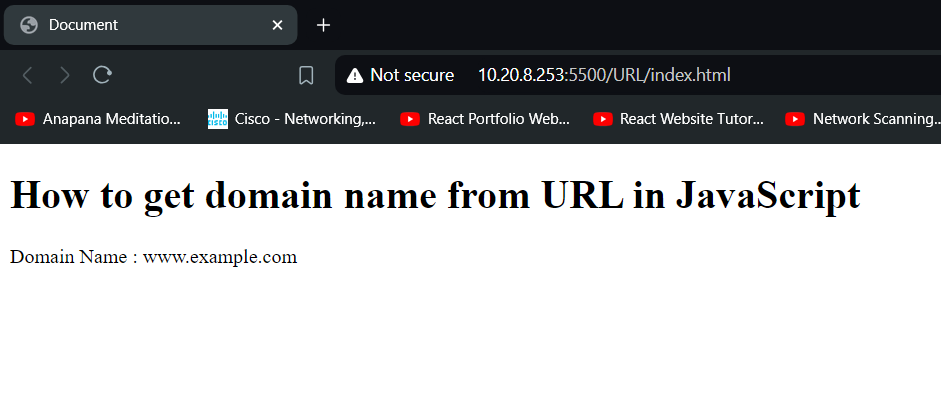 Document
Not secure 10.20.8.253:5500/URL/index.html
Anapana Meditatio... Cisco - Networking,... React Portfolio Web... React Website Tutor... Network Scanning...
How to get domain name from URL in JavaScript
Domain Name : www.example.com